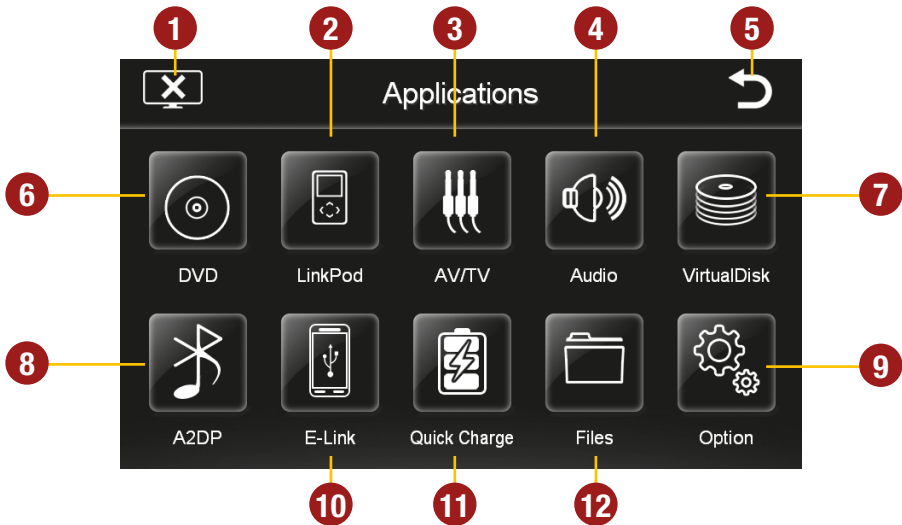 1 2 3 4 5
Applications
6 7
DVD LinkPod AV/TV Audio VirtualDisk
8 9
A2DP E-Link Quick Charge Files Option
10 11 12